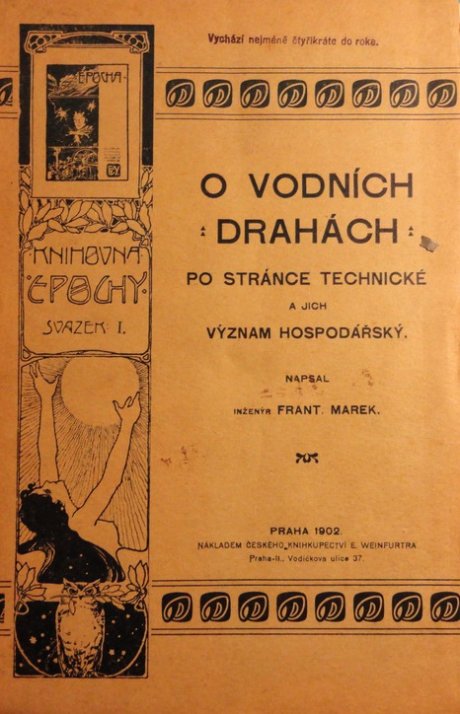 Vychází nejméně čtyřikráte do roka.
EPOCHA
KNIHOVNA
EPOCHY
SVAZEK: I.
O VODNÍCH
DRAHÁCH
PO STRÁNCE TECHNICKÉ
A JICH
VÝZNAM HOSPODÁŘSKÝ.
NAPSAL
INŽENÝR FRANT. MAREK.
PRAHA 1902.
NÁKLADEM ČESKÉHO KNIHKUPECTVÍ E. WEINFURTRA
Praha-II., Vodičkova ulice 37.